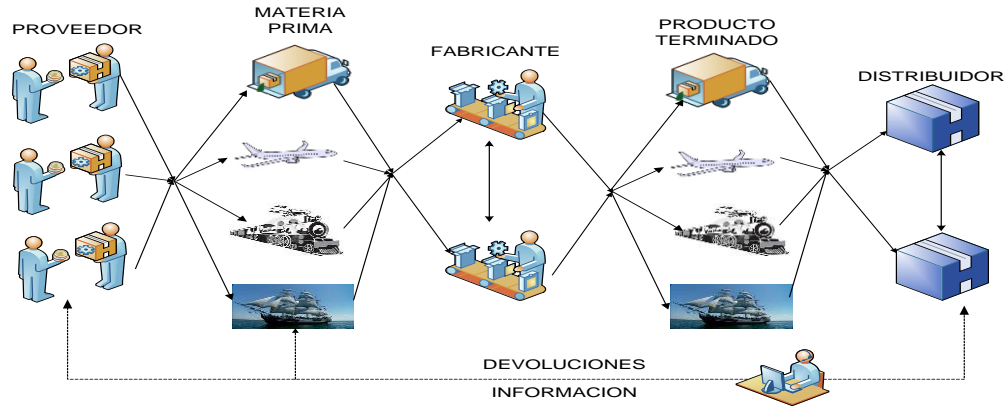 PROVEEDOR
MATERIA
PRIMA
FABRICANTE
PRODUCTO
TERMINADO
DISTRIBUIDOR
DEVOLUCIONES
INFORMACION